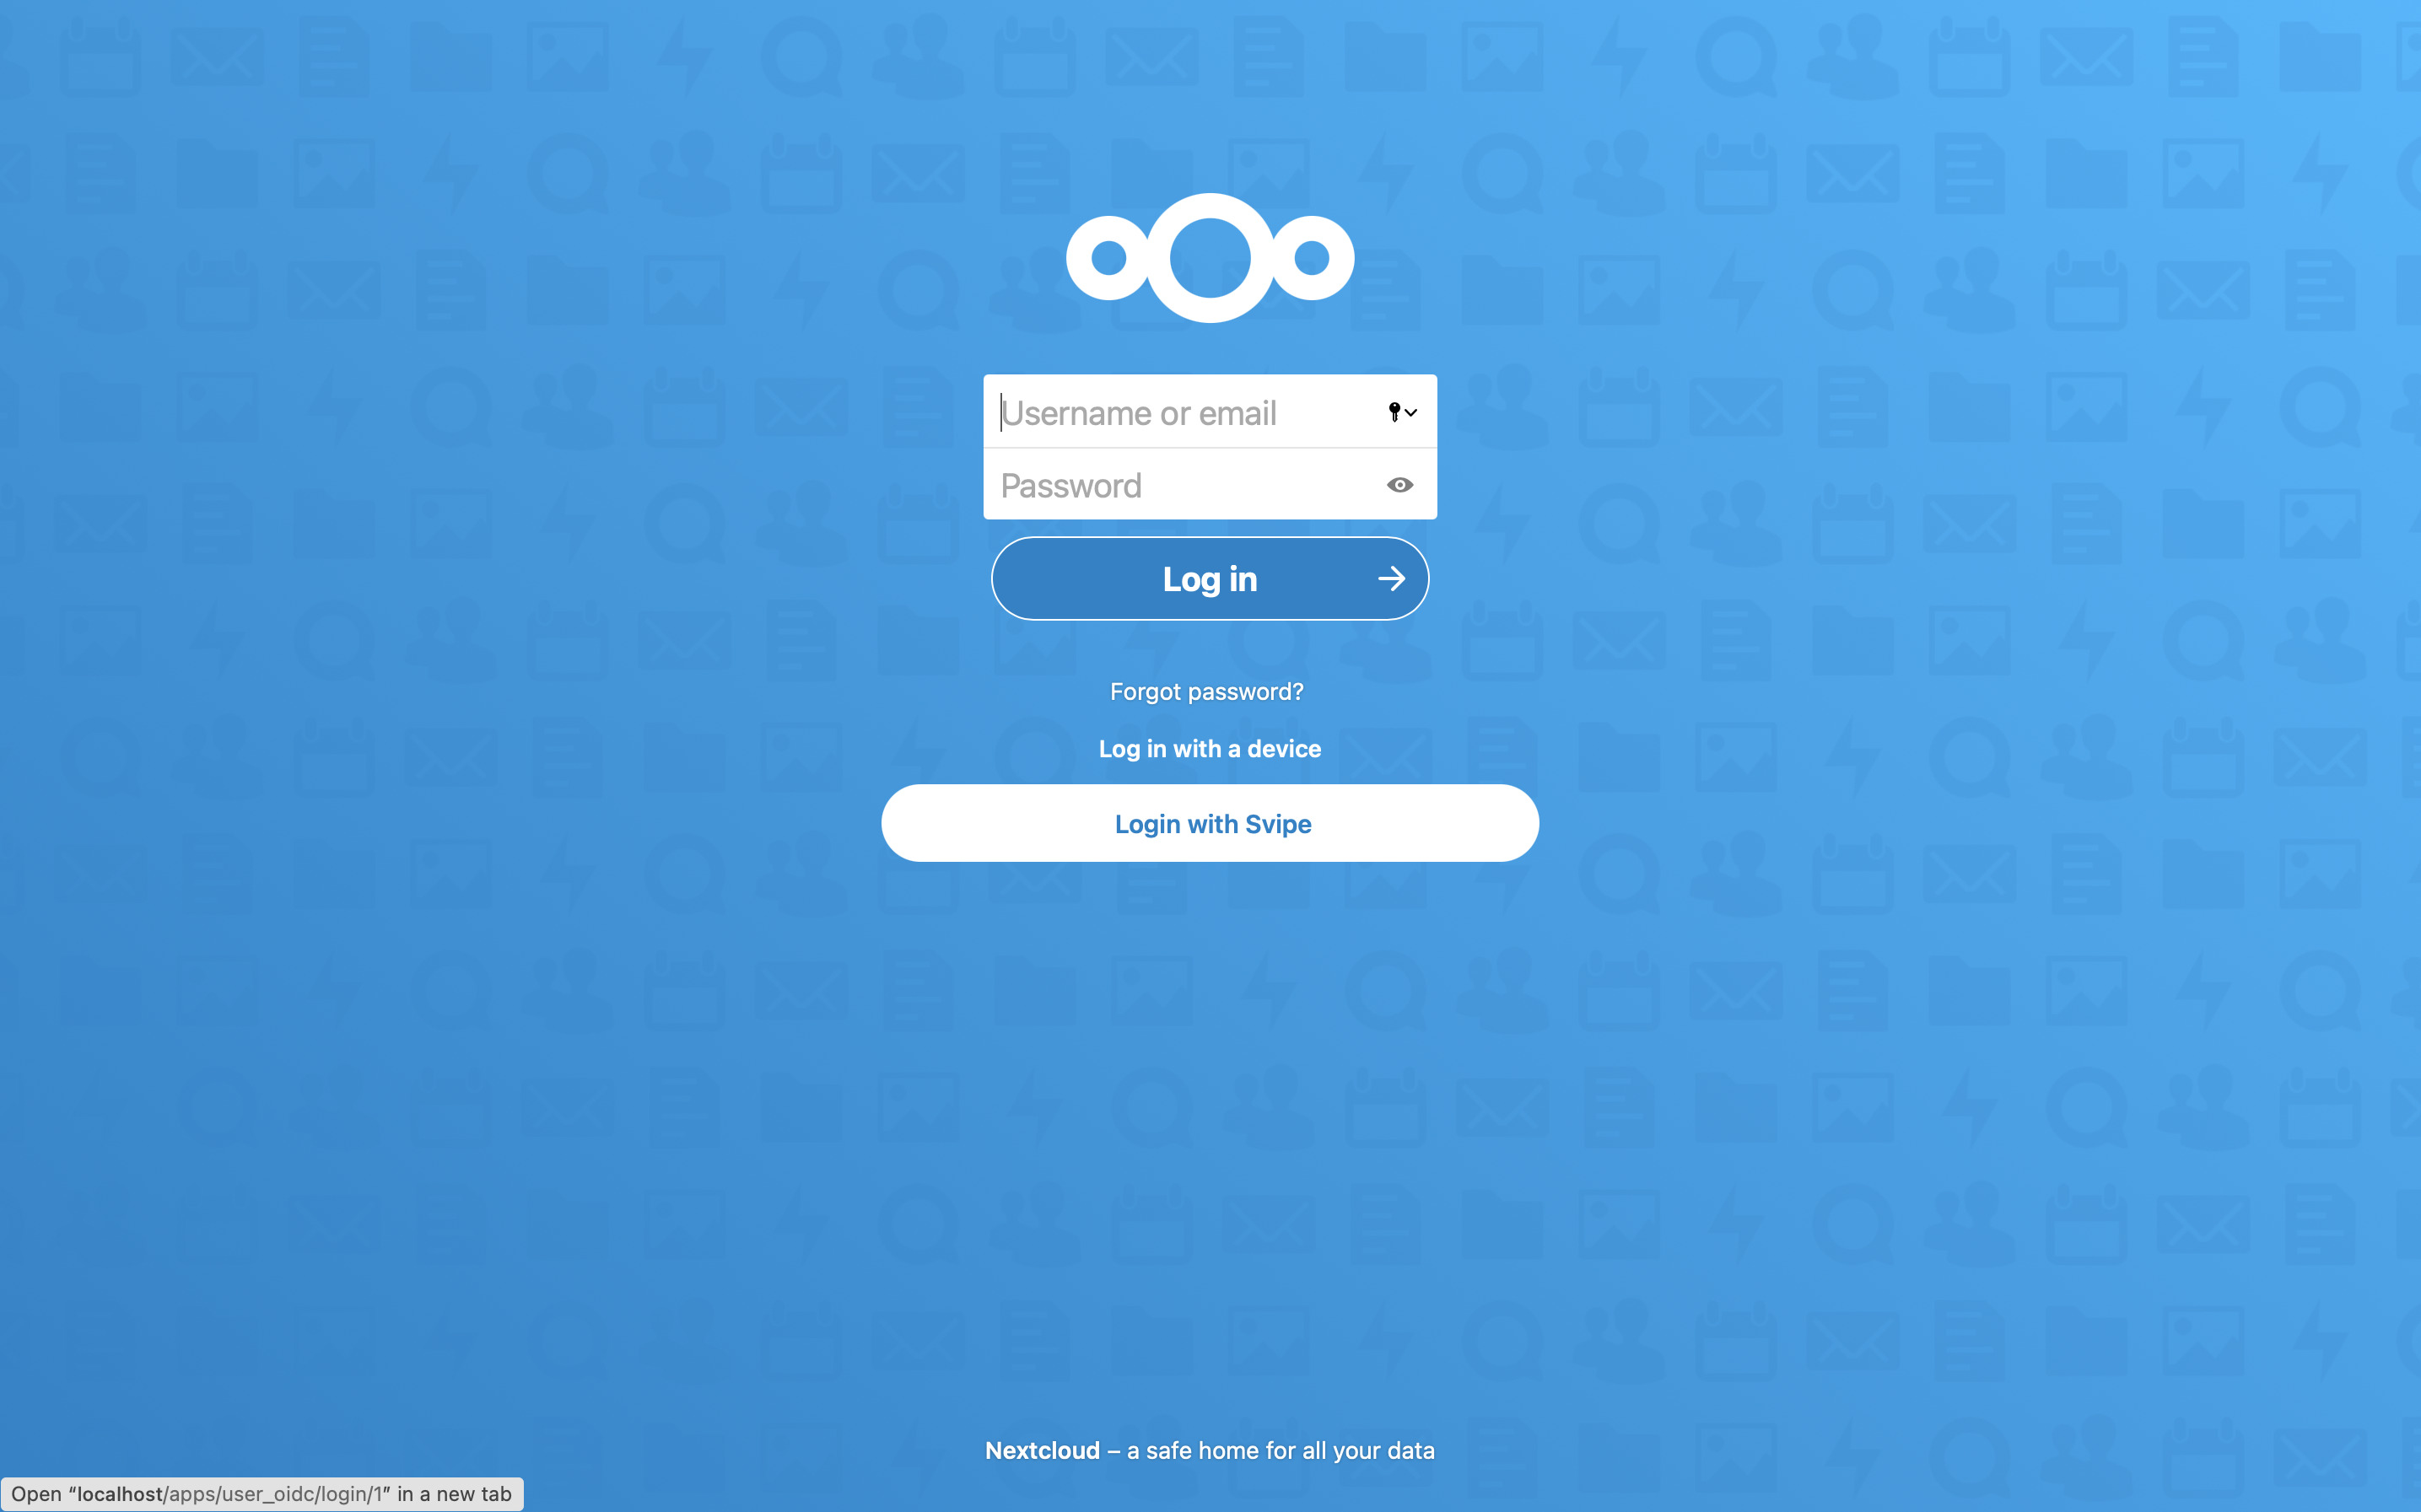 Username or email
Password
Log in
Forgot password?
Log in with a device
Login with Svipe
Nextcloud – a safe home for all your data
Open “localhost/apps/user_oidc/login/1” in a new tab